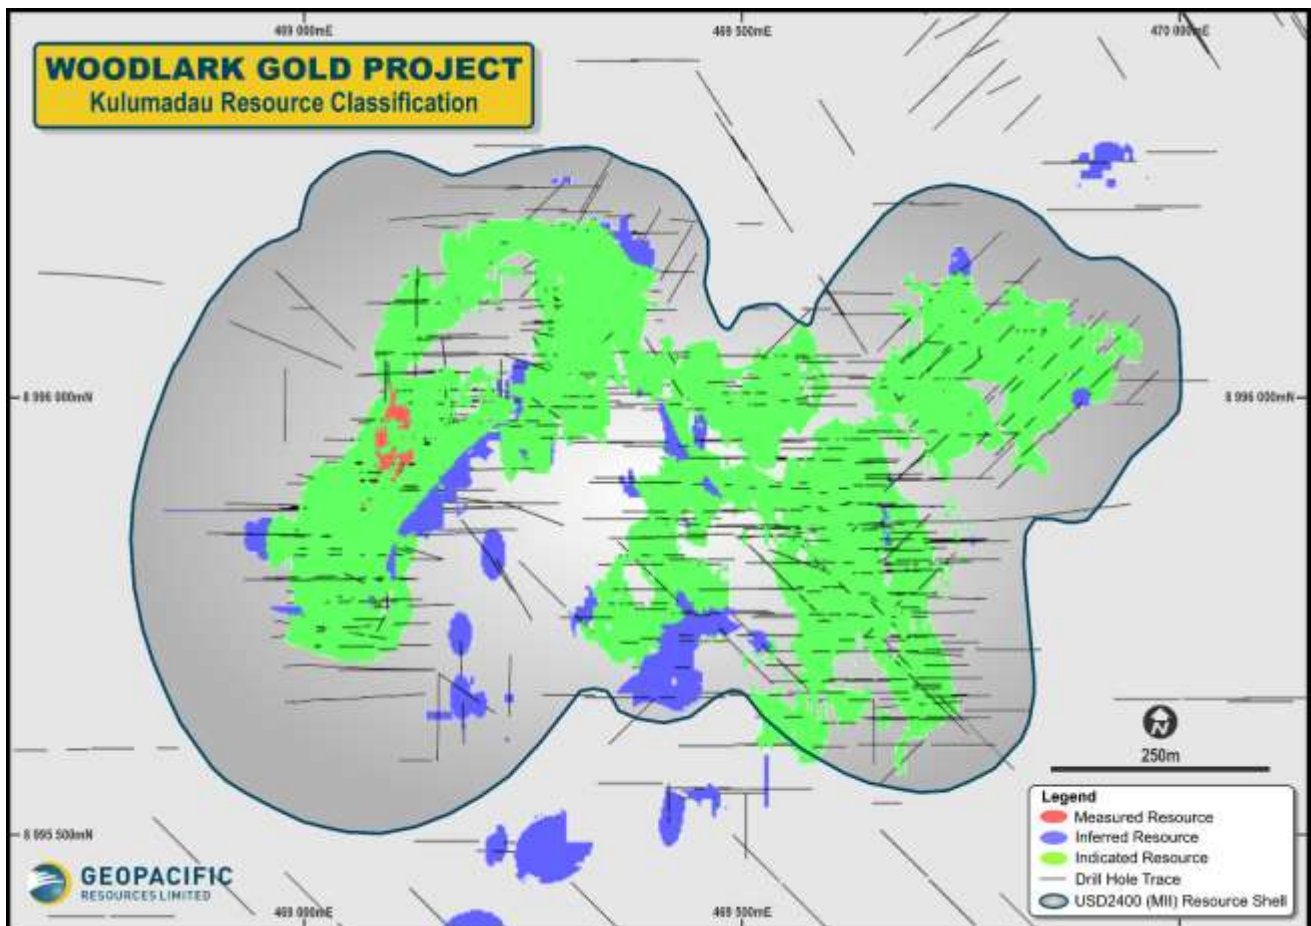 469 000mE
469 500mE
470 000mE
WOODLARK GOLD PROJECT
Kulumadau Resource Classification
8 996 000mN
8 996 000mN
N
250m
Legend
Measured Resource
Inferred Resource
Indicated Resource
Drill Hole Trace
USD2400 (MII) Resource Shell
8 995 500mN
GEOPACIFIC
RESOURCES LIMITED
469 000mE
469 500mE